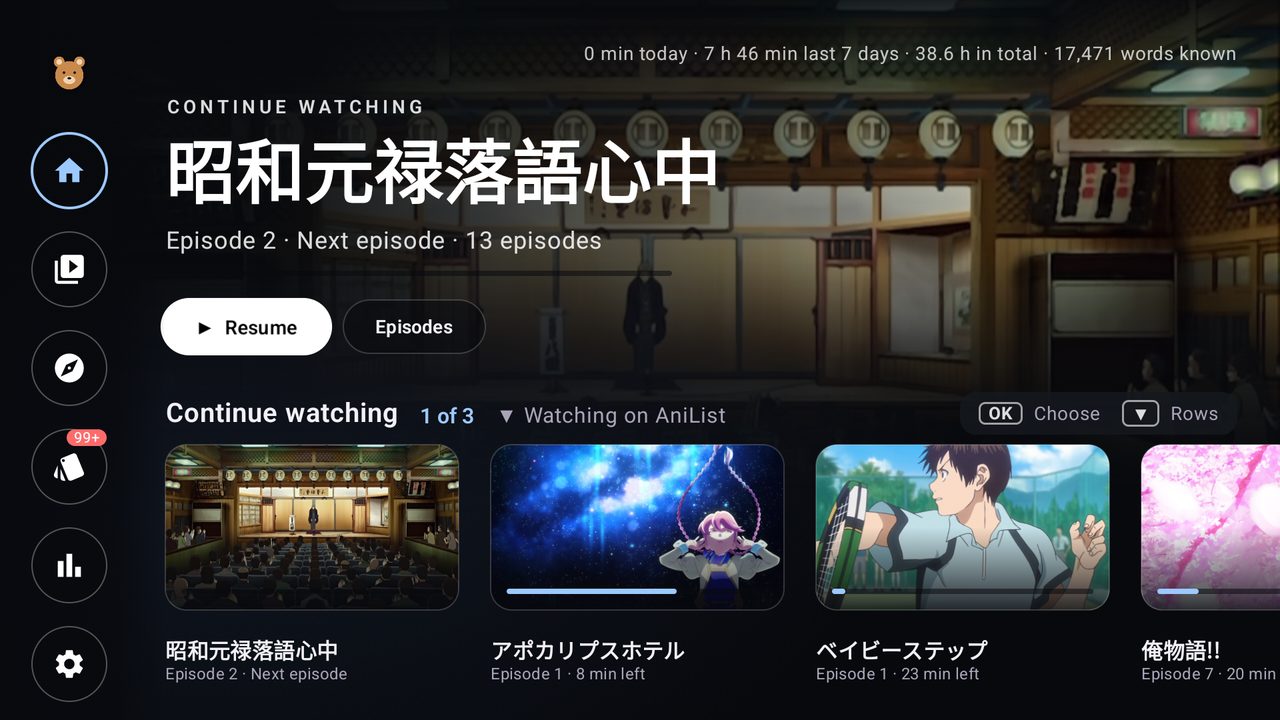 0 min today · 7 h 46 min last 7 days · 38.6 h in total · 17,471 words known
CONTINUE WATCHING
昭和元禄落語心中
Episode 2 · Next episode · 13 episodes
► Resume
Episodes
Continue watching
1 of 3
▼ Watching on AniList
OK Choose
▼ Rows
99+
昭和元禄落語心中
Episode 2 · Next episode
アポカリプスホテル
Episode 1 · 8 min left
ベイビーステップ
Episode 1 · 23 min left
俺物語!!
Episode 7 · 20 min